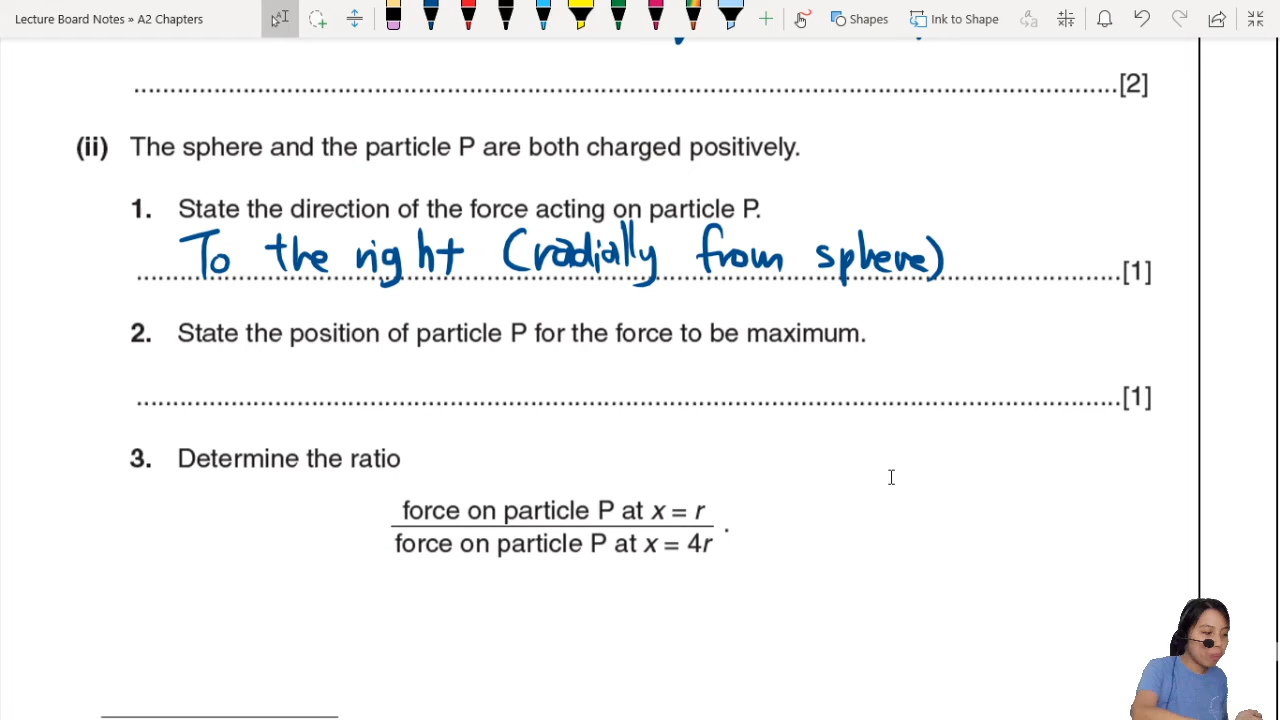 Lecture Board Notes » A2 Chapters
Shapes
Ink to Shape
[2]
(ii) The sphere and the particle P are both charged positively.
1. State the direction of the force acting on particle P.
To the right (radially from sphere)
[1]
2. State the position of particle P for the force to be maximum.
[1]
3. Determine the ratio
force on particle P at x = r
force on particle P at x = 4r .